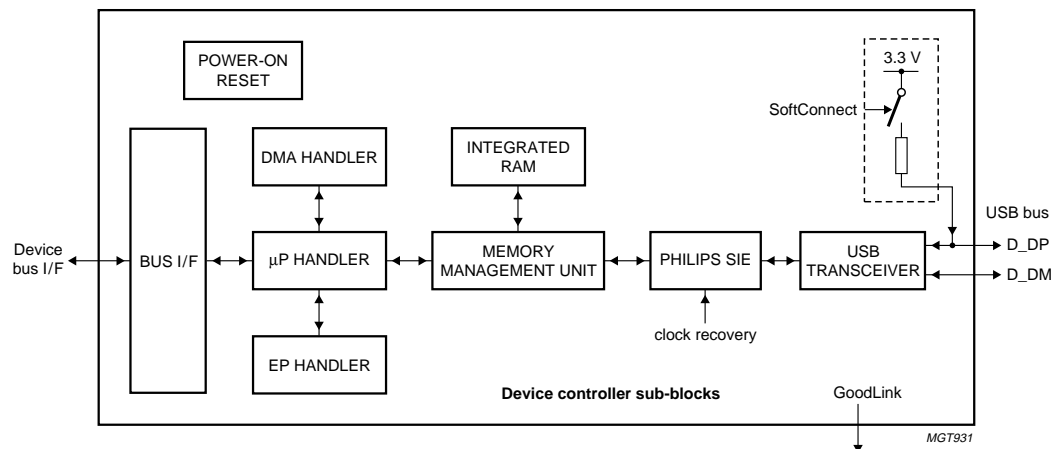 POWER-ON
RESET
3.3 V
SoftConnect
DMA HANDLER
INTEGRATED
RAM
USB bus
Device
bus I/F
BUS I/F
μP HANDLER
MEMORY
MANAGEMENT UNIT
PHILIPS SIE
USB
TRANSCEIVER
D_DP
D_DM
clock recovery
EP HANDLER
Device controller sub-blocks
GoodLink
MGT931